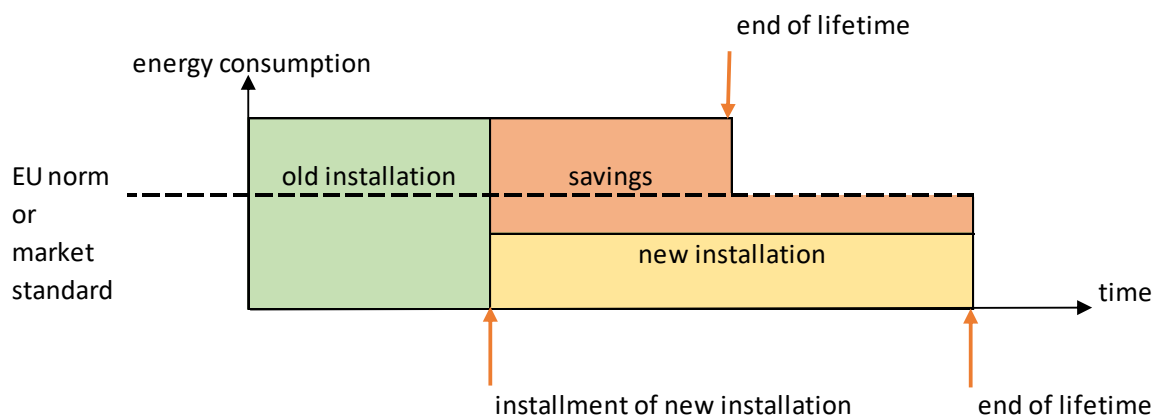 end of lifetime
energy consumption
EU norm
or
market
standard
old installation
savings
new installation
time
installment of new installation
end of lifetime